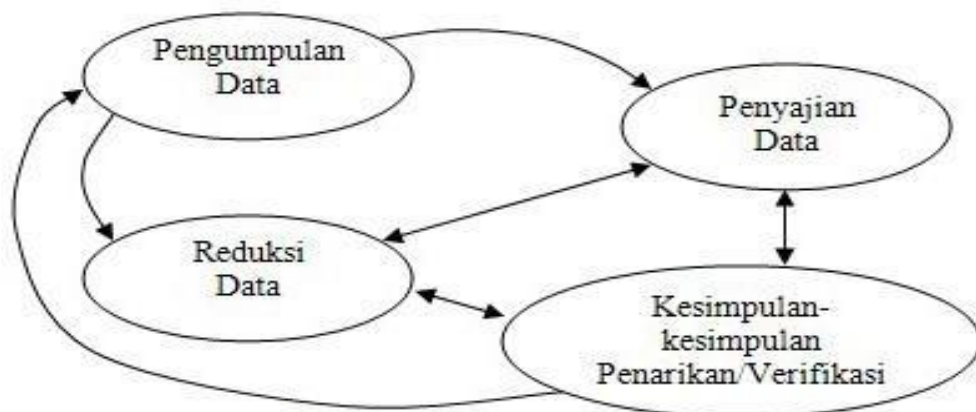 Pengumpulan
Data
Penyajian
Data
Reduksi
Data
Kesimpulan-
kesimpulan
Penarikan/Verifikasi